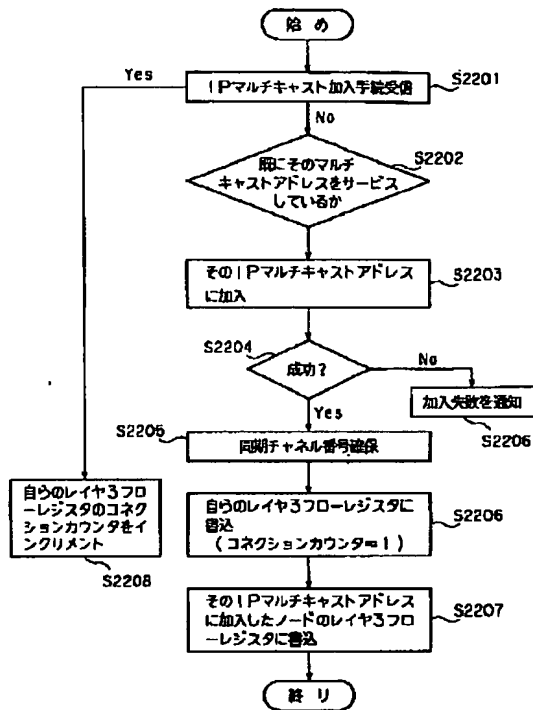 始め
Yes
IPマルチキャスト加入手続受信
S2201
No
既にそのマルチ
キャストアドレスをサービス
しているか
S2202
そのIPマルチキャストアドレス
に加入
S2203
S2204
成功?
No
Yes
加入失敗を通知
S2206
S2205
同期チャネル番号確保
自らのレイヤ3フロ
ーレジスタのコネク
ションカウンタをイ
ンクリメント
S2208
自らのレイヤ3フローレジスタに
書込
(コネクションカウンタ=1)
S2206
そのIPマルチキャストアドレス
に加入したノードのレイヤ3フロ
ーレジスタに書込
S2207
終り